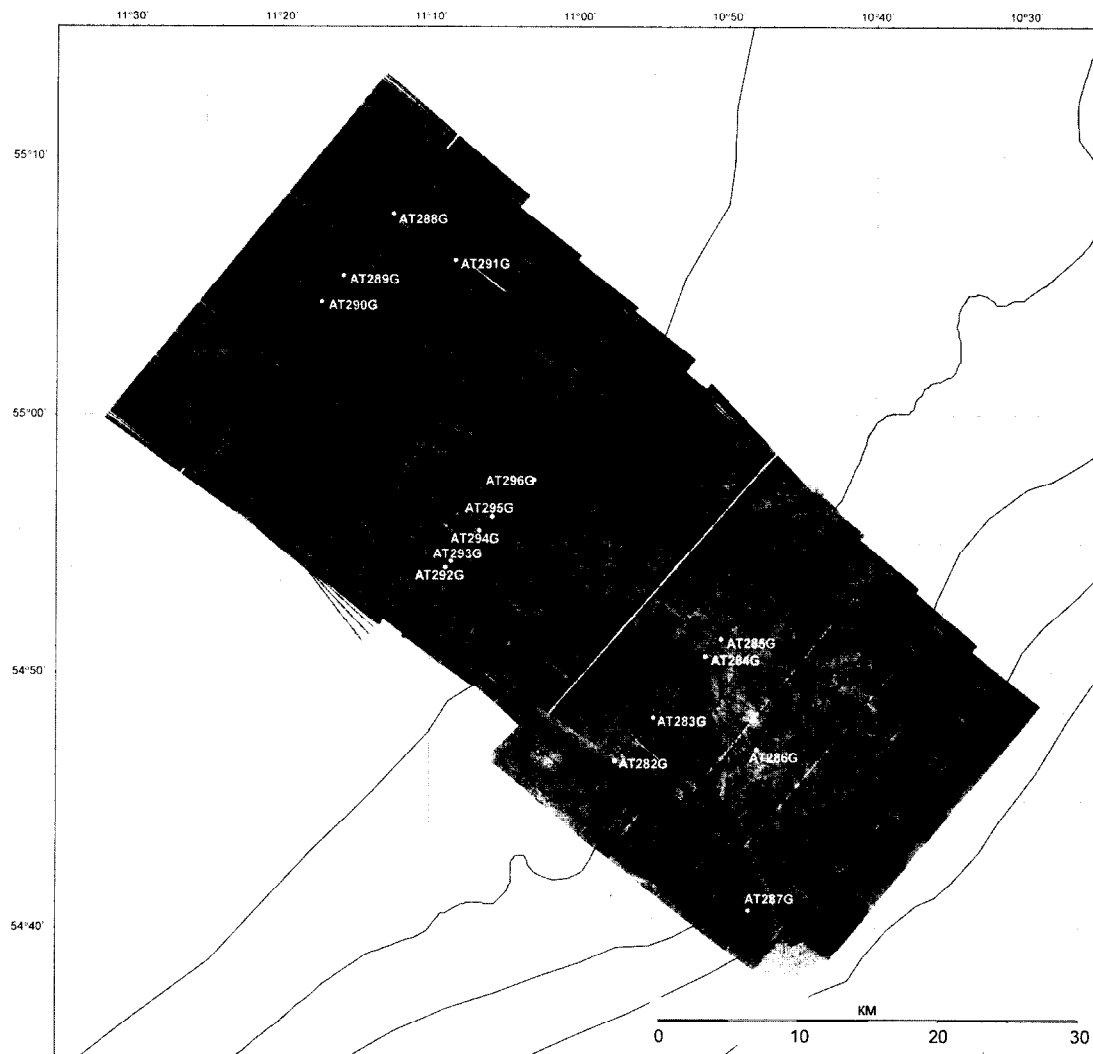 11°30' 11°20' 11°10' 11°00' 10°50' 10°40' 10°30'
55°10'
AT288G
AT291G
AT289G
AT290G
55°00'
AT296G
AT295G
AT294G
AT293G
AT292G
AT285G
54°50'
AT284G
AT283G
AT286G
AT282G
AT287G
54°40'
KM
0 10 20 30